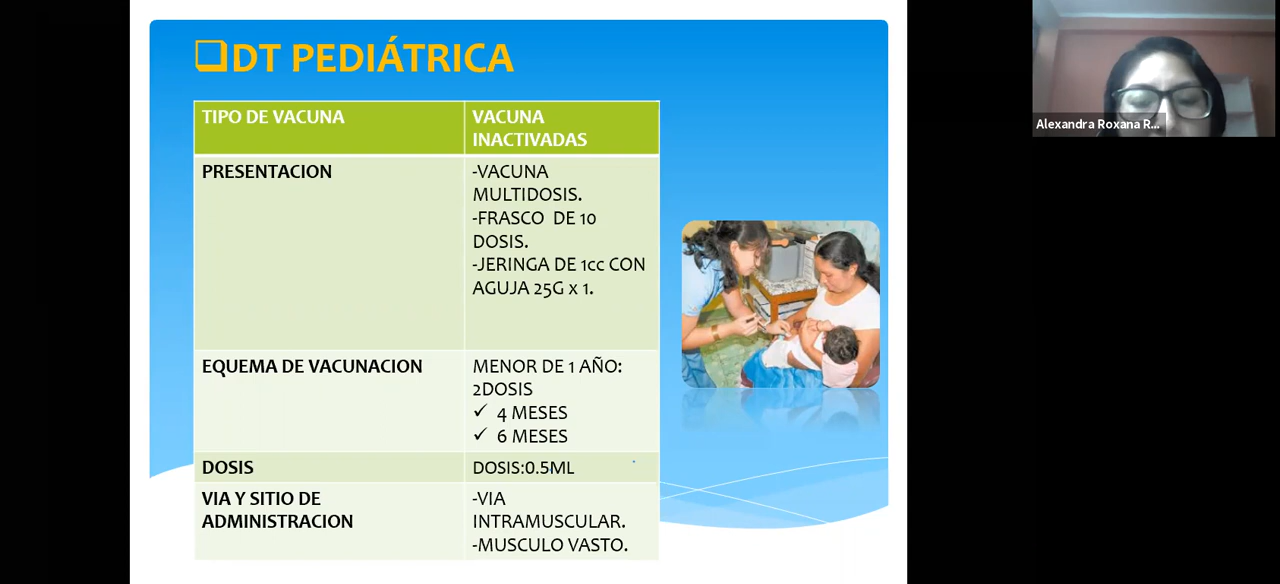 DT PEDIÁTRICA
TIPO DE VACUNA
VACUNA
INACTIVADAS
PRESENTACION
-VACUNA
MULTIDOSIS.
-FRASCO DE 10
DOSIS.
-JERINGA DE 1cc CON
AGUJA 25G x 1.
EQUEMA DE VACUNACION
MENOR DE 1 AÑO:
2DOSIS
✓ 4 MESES
✓ 6 MESES
DOSIS
DOSIS:0.5ML
VIA Y SITIO DE
ADMINISTRACION
-VIA
INTRAMUSCULAR.
-MUSCULO VASTO.
Alexandra Roxana R...